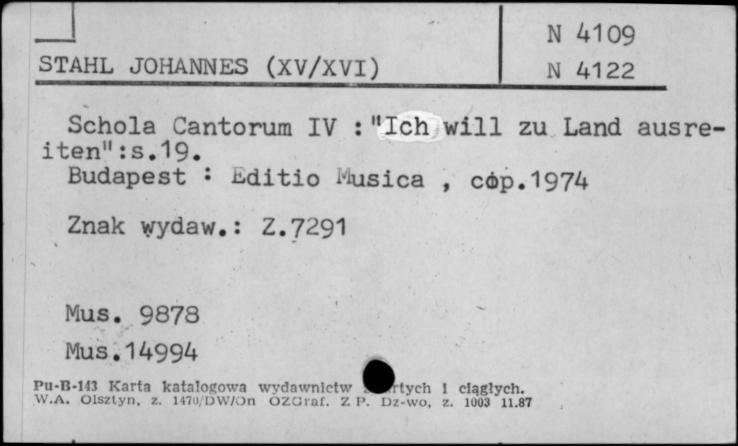 N 4109
STAHL JOHANNES (XV/XVI)
N 4122
Schola Cantorum IV :"Ich will zu Land ausre-
iten":s.19.
Budapest : Editio Musica , cop.1974
Znak wydaw.: Z.7291
Mus. 9878
Mus.14994
Pu-B-143 Karta katalogowa wydawnictw i ciągłych.
W.A. Olsztyn, z. 1470/DW/On OZGraf. Z P. Dz-wo, z. 1003 11.87